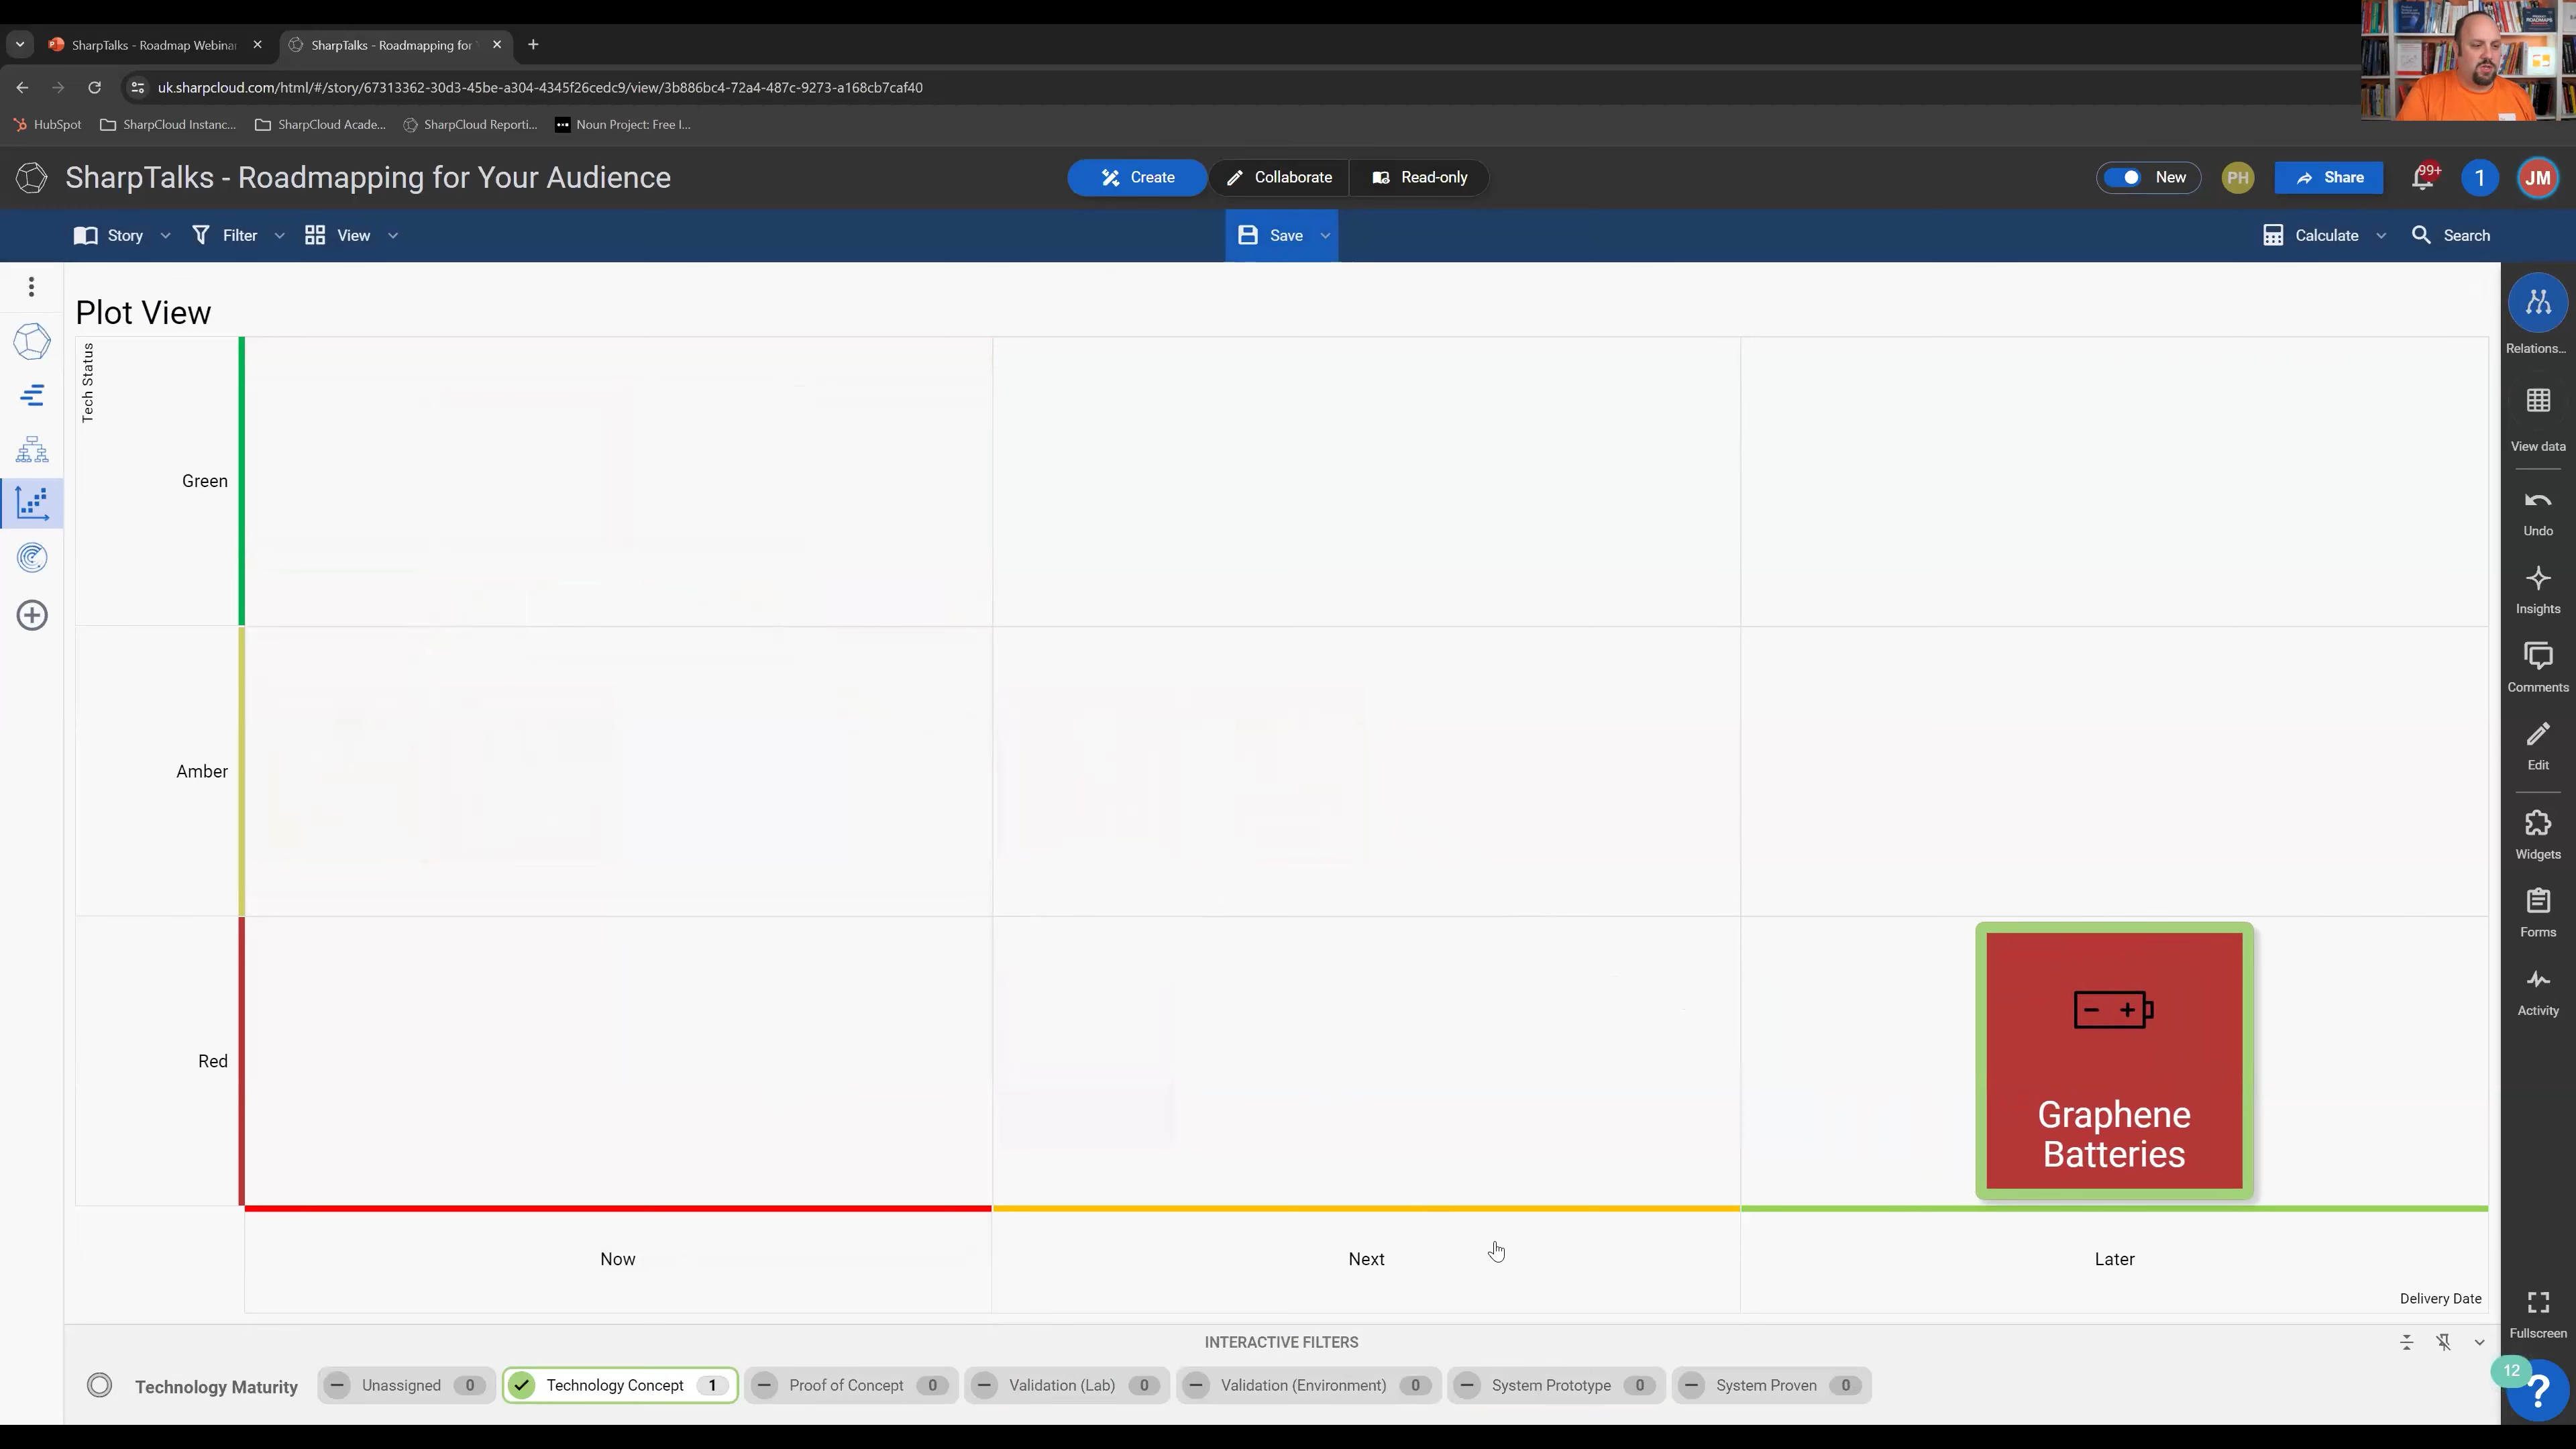 SharpTalks - Roadmap Webinar
SharpTalks - Roadmapping for
uk.sharpcloud.com/html/#/story/67313362-30d3-45be-a304-4345f26cedc9/view/3b886bc4-72a4-487c-9273-a168cb7caf40
HubSpot
SharpCloud Instanc...
SharpCloud Acade...
SharpCloud Reporti...
Noun Project: Free I...
SharpTalks - Roadmapping for Your Audience
Create
Collaborate
Read-only
New
PH
Share
99+
1
JM
Story
Filter
View
Save
Calculate
Search
Plot View
Tech Status
Green
Amber
Red
Graphene
Batteries
Now
Next
Later
Delivery Date
Relations...
View data
Undo
Insights
Comments
Edit
Widgets
Forms
Activity
Fullscreen
12
?
INTERACTIVE FILTERS
Technology Maturity
Unassigned 0
Technology Concept 1
Proof of Concept 0
Validation (Lab) 0
Validation (Environment) 0
System Prototype 0
System Proven 0